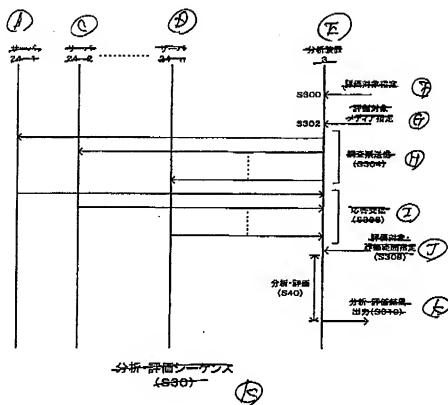 A C D E
サーバ サーバ サーバ 分析装置
24-1 24-2 24-n 3
評価対象指定 F
S300
評価対象
メディア指定 G
S302
調査票送信 H
(S304)
応答受信 I
(S306)
評価対象・
評価範囲指定 J
(S308)
分析・評価
(S40)
分析・評価結果
出力(S310) K
分析・評価シーケンス
(S30)